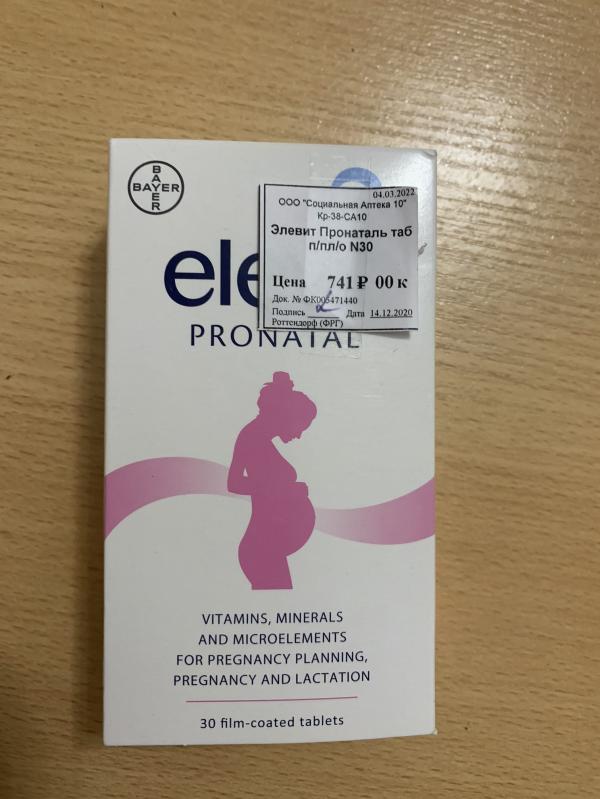 BAYER
BAYER
04.03.2022
ООО "Социальная Аптека 10"
Кр-38-СА10
Элевит Пронаталь таб
п/пл/о N30
Цена 741 ₽ 00 к
Док. № ФК005471440
Подпись Дата 14.12.2020
Роттендорф (ФРГ)
ele
PRONATAL
VITAMINS, MINERALS
AND MICROELEMENTS
FOR PREGNANCY PLANNING,
PREGNANCY AND LACTATION
30 film-coated tablets